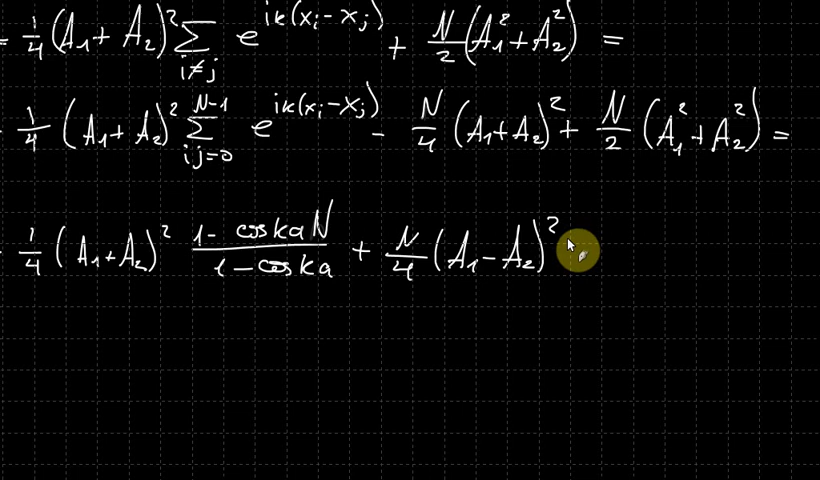 = 1/4 (A₁ + A₂)² ∑_{i≠j} e^{ik(x_i - x_j)} + N/2 (A₁² + A₂²) =
- 1/4 (A₁ + A₂)² ∑_{ij=0}^{N-1} e^{ik(x_i - x_j)} - N/4 (A₁ + A₂)² + N/2 (A₁² + A₂²) =
- 1/4 (A₁ + A₂)² (1 - cos kaN)/(1 - cos ka) + N/4 (A₁ - A₂)²